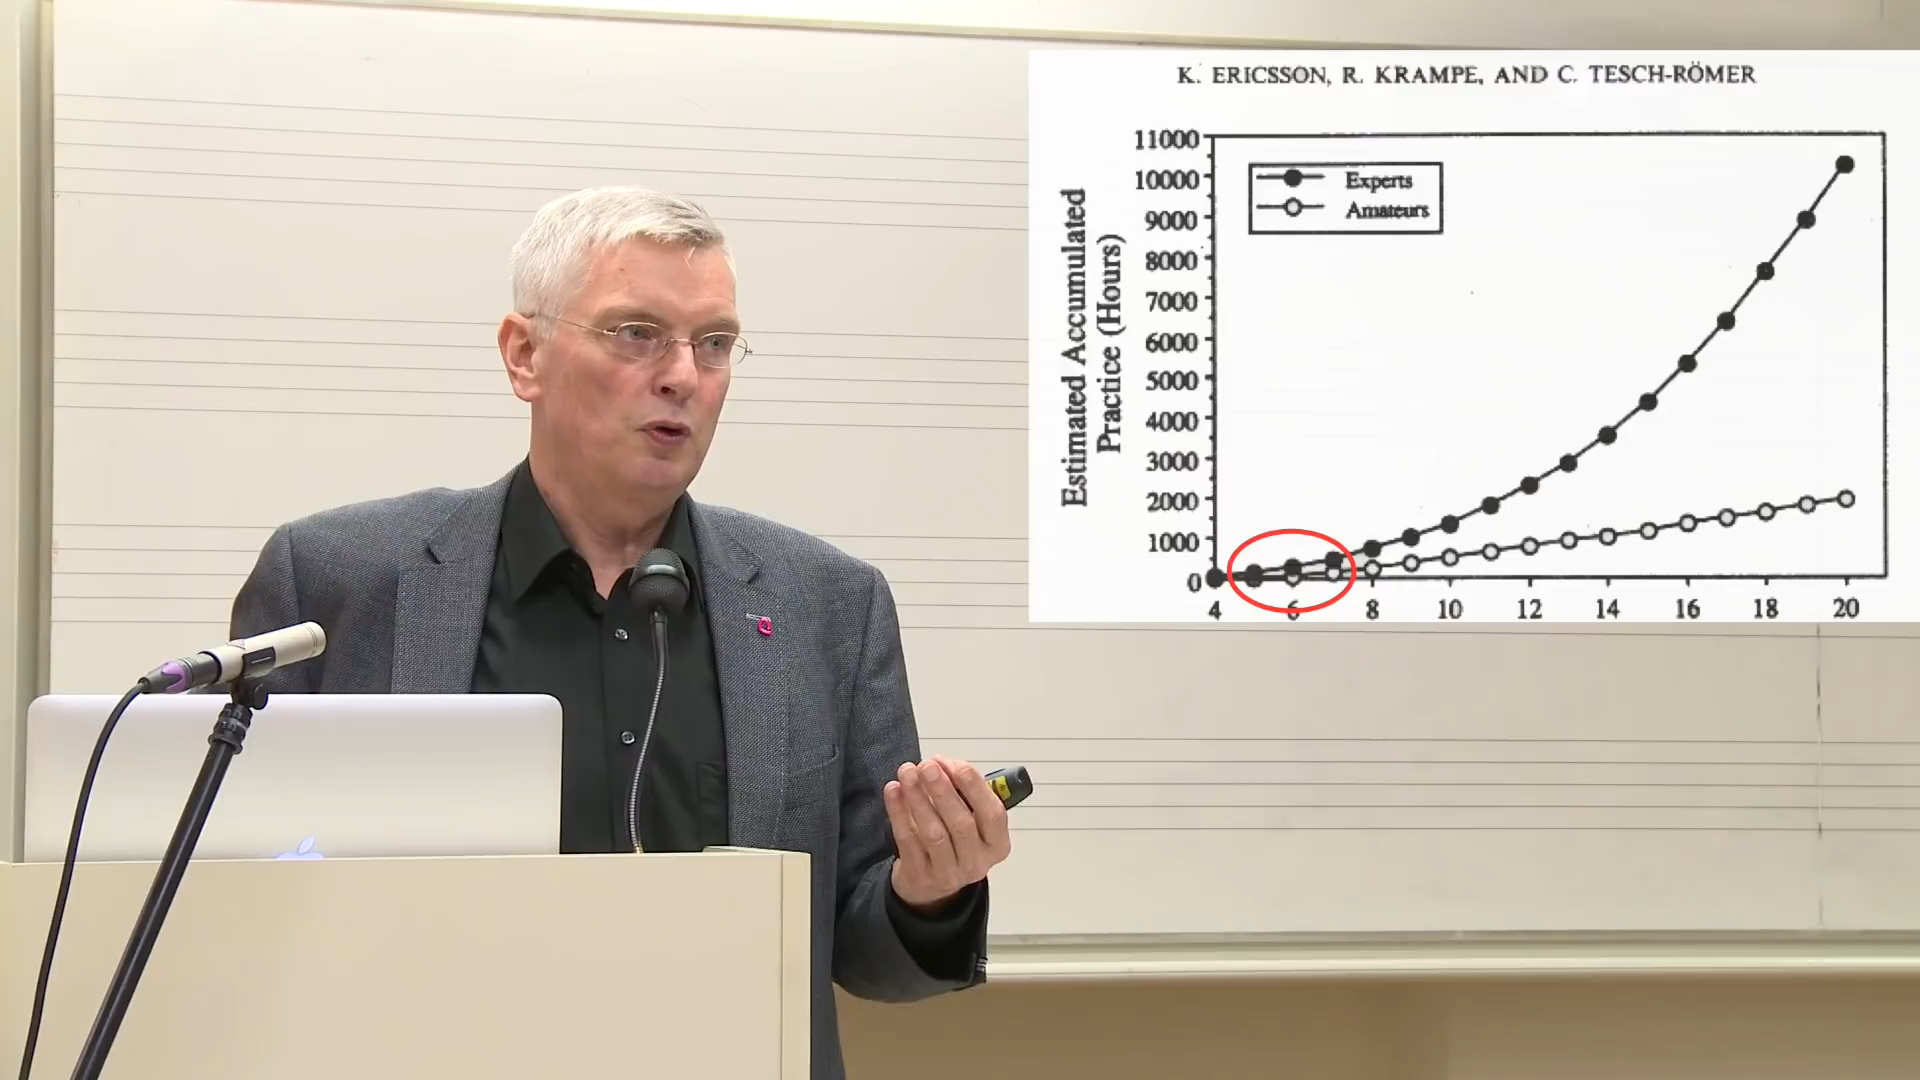 K. ERICSSON, R. KRAMPE, AND C. TESCH-RÖMER
Estimated Accumulated
Practice (Hours)
11000
10000
9000
8000
7000
6000
5000
4000
3000
2000
1000
0
Experts
Amateurs
4 6 8 10 12 14 16 18 20